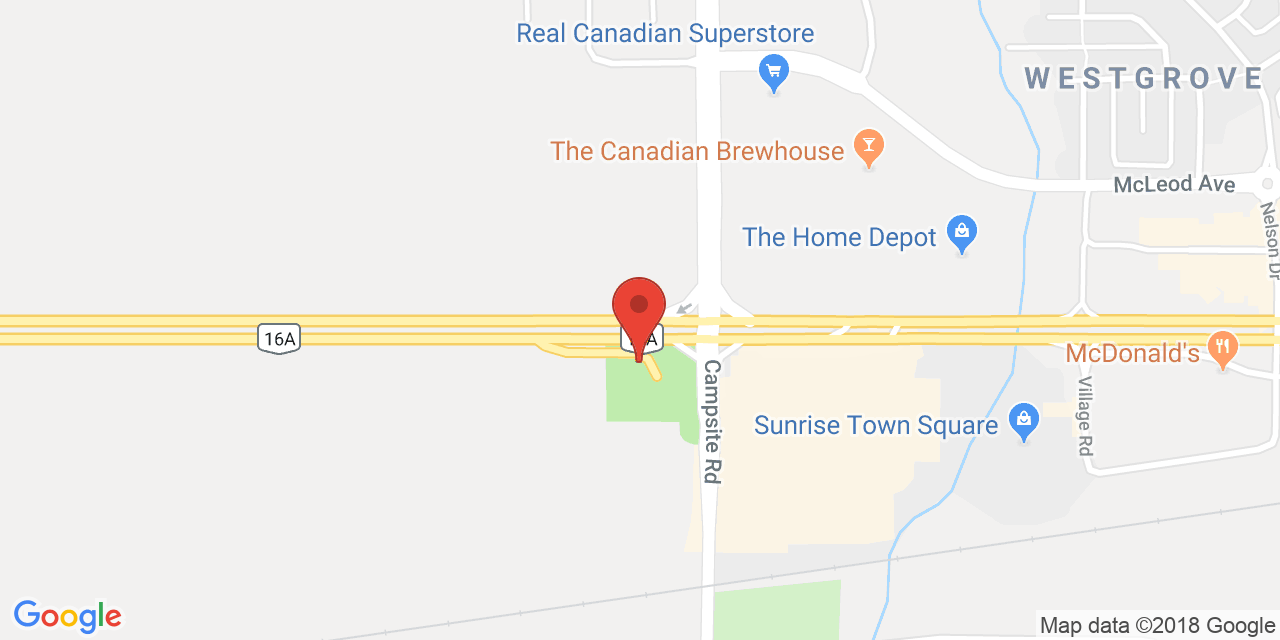 Real Canadian Superstore
WESTGROVE
The Canadian Brewhouse
McLeod Ave
Nelson Dr
The Home Depot
16A
McDonald's
Campsite Rd
Village Rd
Sunrise Town Square
Google
Map data ©2018 Google